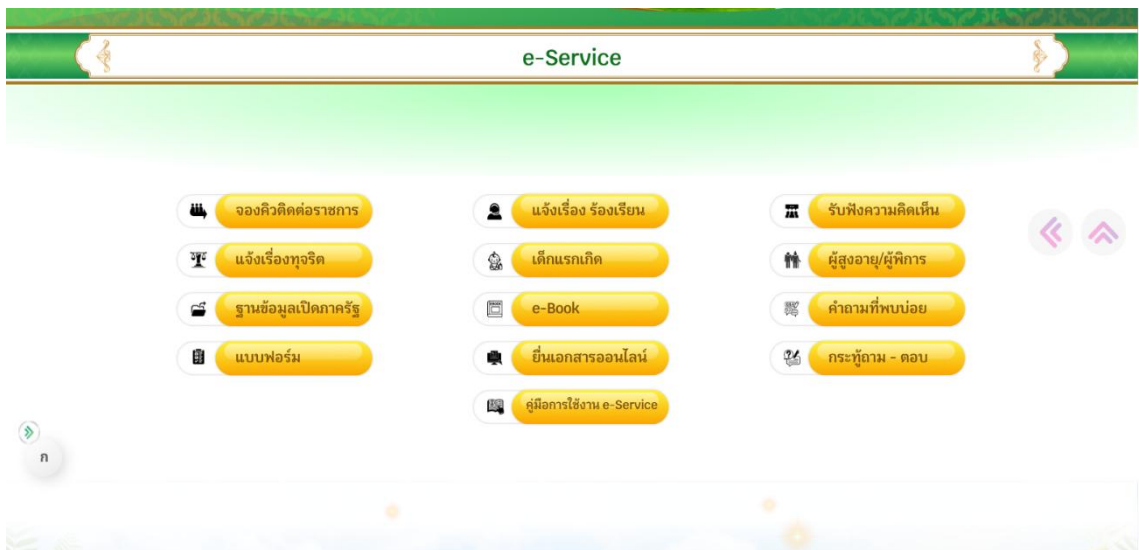 e-Service
จองคิวติดต่อราชการ
แจ้งเรื่อง ร้องเรียน
รับฟังความคิดเห็น
แจ้งเรื่องทุจริต
เด็กแรกเกิด
ผู้สูงอายุ/ผู้พิการ
ฐานข้อมูลเปิดภาครัฐ
e-Book
คำถามที่พบบ่อย
แบบฟอร์ม
ยื่นเอกสารออนไลน์
กระทู้ถาม - ตอบ
คู่มือการใช้งาน e-Service
ก